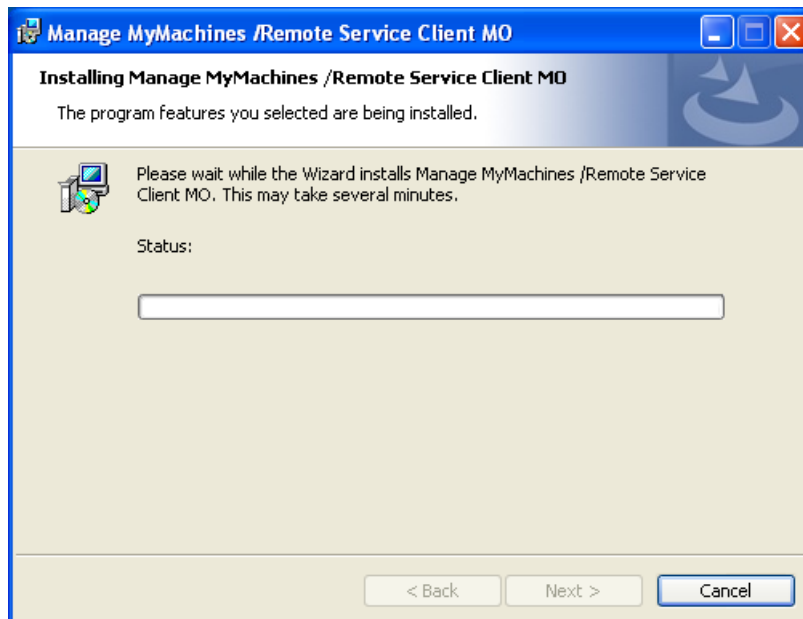 Manage MyMachines /Remote Service Client MO
Installing Manage MyMachines /Remote Service Client MO
The program features you selected are being installed.
Please wait while the Wizard installs Manage MyMachines /Remote Service
Client MO. This may take several minutes.
Status:
< Back
Next >
Cancel